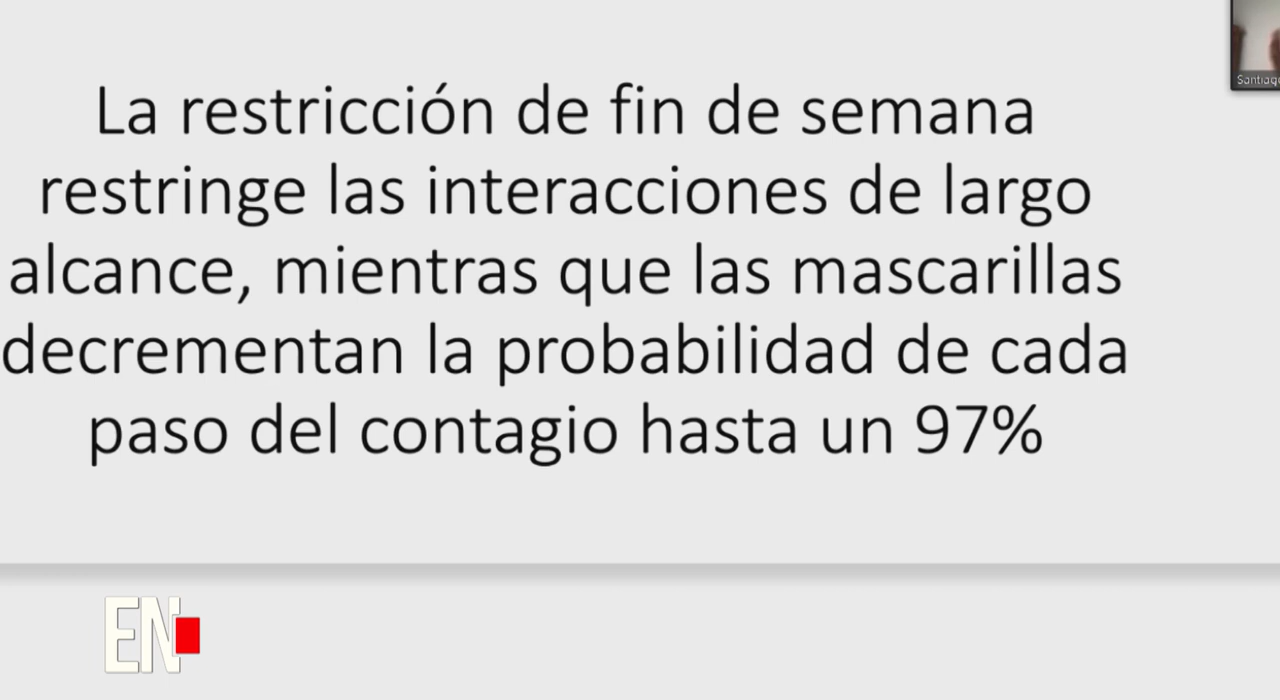 La restricción de fin de semana
restringe las interacciones de largo
alcance, mientras que las mascarillas
decrementan la probabilidad de cada
paso del contagio hasta un 97%
EN